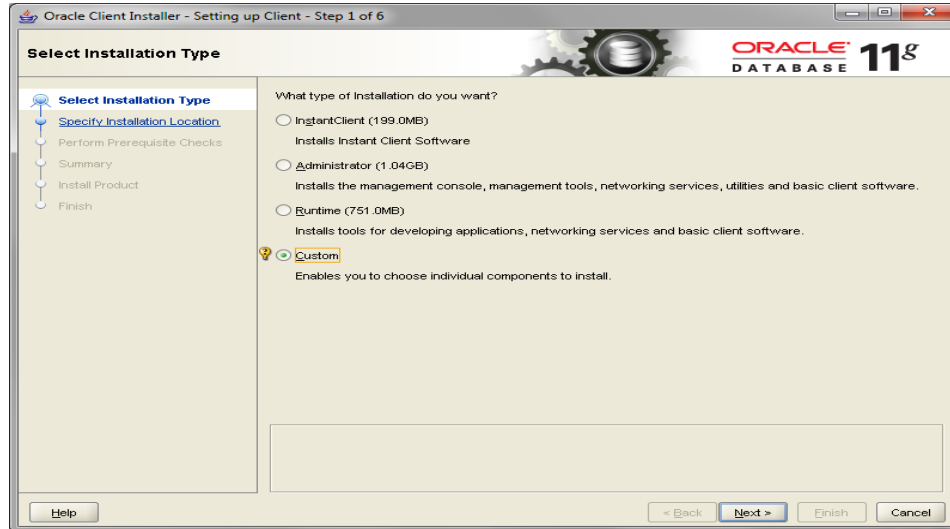 Oracle Client Installer - Setting up Client - Step 1 of 6
Select Installation Type
ORACLE DATABASE 11g
Select Installation Type
Specify Installation Location
Perform Prerequisite Checks
Summary
Install Product
Finish
What type of Installation do you want?
InstantClient (199.0MB)
Installs Instant Client Software
Administrator (1.04GB)
Installs the management console, management tools, networking services, utilities and basic client software.
Runtime (751.0MB)
Installs tools for developing applications, networking services and basic client software.
Custom
Enables you to choose individual components to install.
Help
< Back
Next >
Finish
Cancel